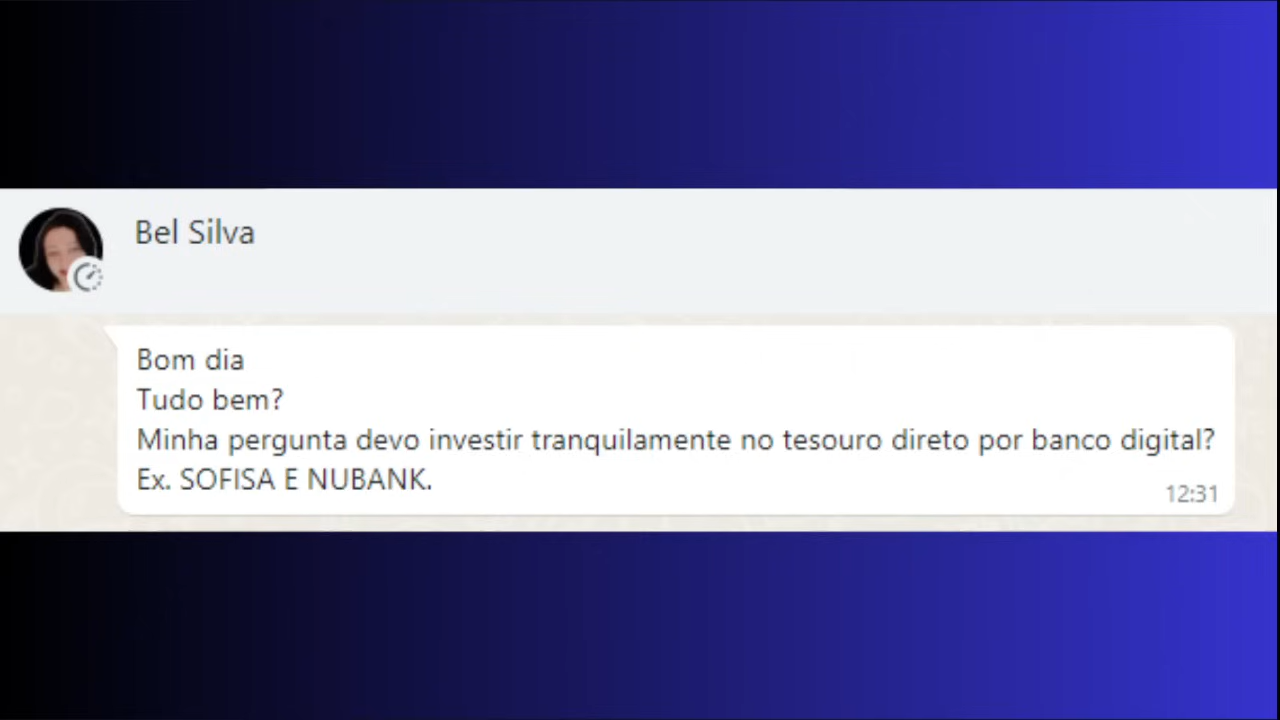 Bel Silva
Bom dia
Tudo bem?
Minha pergunta devo investir tranquilamente no tesouro direto por banco digital?
Ex. SOFISA E NUBANK.
12:31